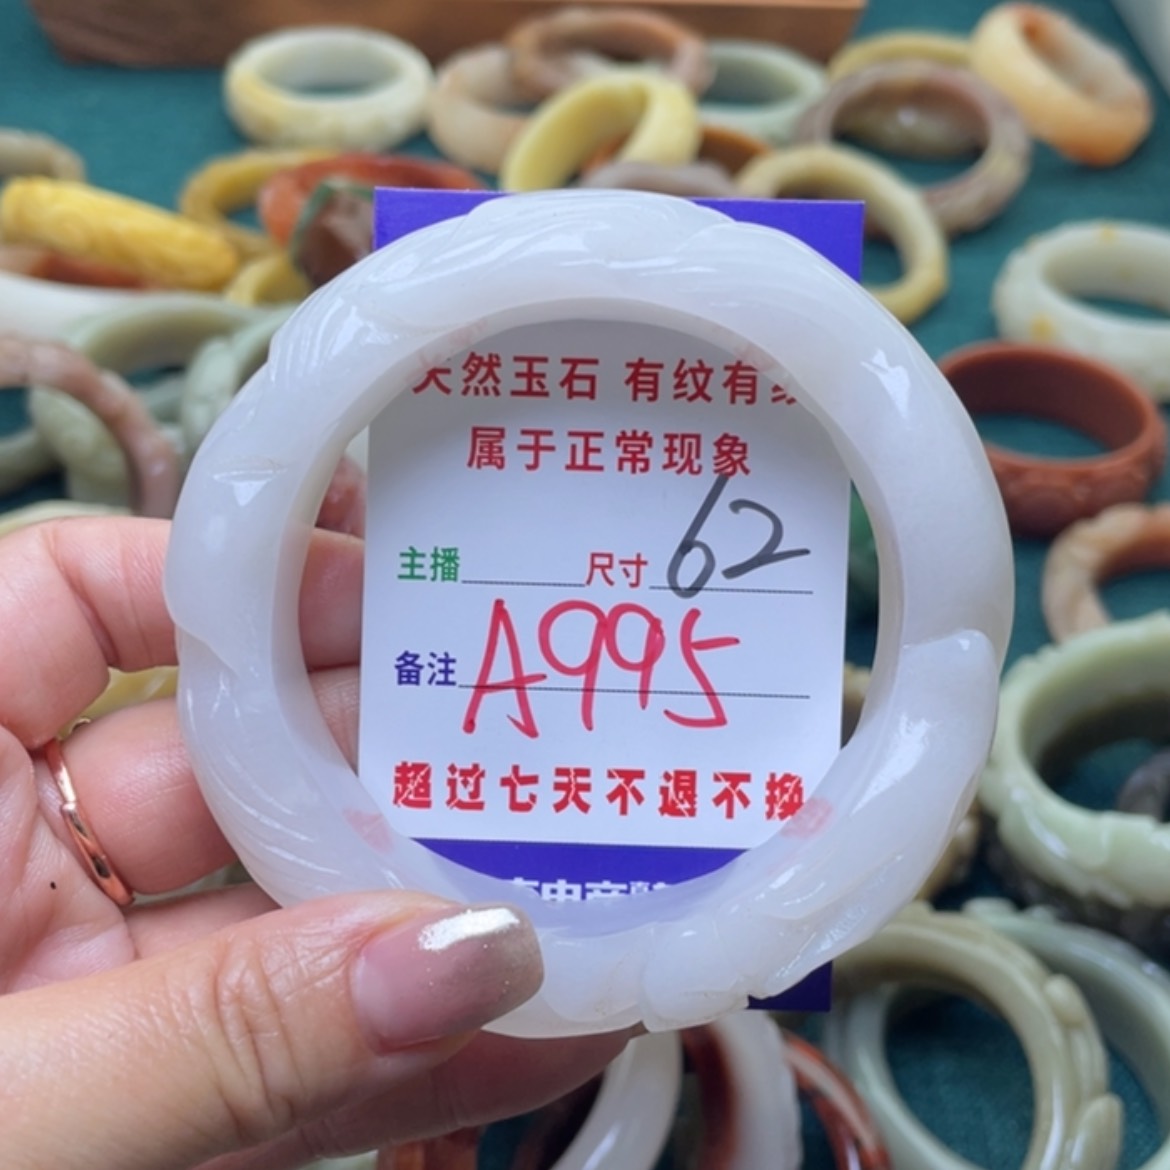 天然玉石 有纹有
属于正常现象
主播 尺寸 62
备注 A995
超过七天不退不换